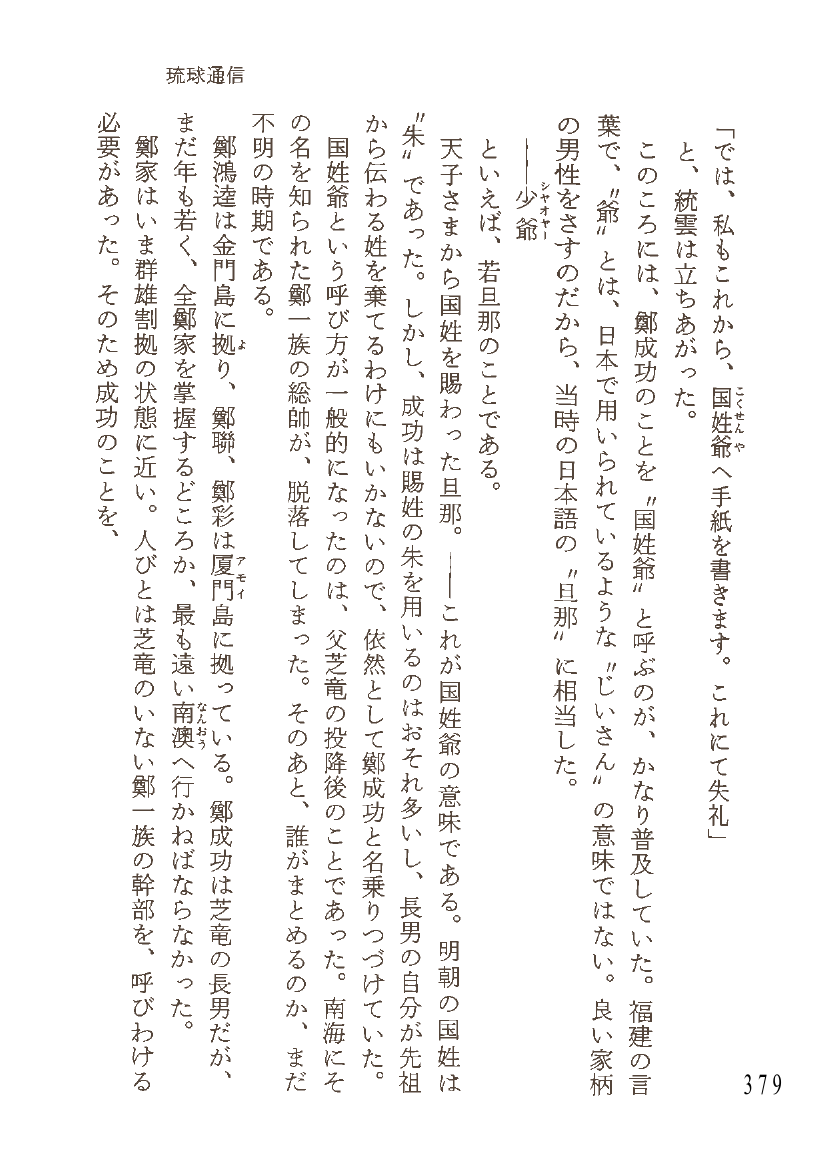 琉球通信
「では、私もこれから、国姓爺へ手紙を書きます。これにて失礼」
と、統雲は立ちあがった。
このころには、鄭成功のことを〝国姓爺〟と呼ぶのが、かなり普及していた。福建の言
葉で、〝爺〟とは、日本で用いられているような〝じいさん〟の意味ではない。良い家柄
の男性をさすのだから、当時の日本語の〝旦那〟に相当した。
――少爺
といえば、若旦那のことである。
天子さまから国姓を賜わった旦那。――これが国姓爺の意味である。明朝の国姓は
〝朱〟であった。しかし、成功は賜姓の朱を用いるのはおそれ多いし、長男の自分が先祖
から伝わる姓を棄てるわけにもいかないので、依然として鄭成功と名乗りつづけていた。
国姓爺という呼び方が一般的になったのは、父芝竜の投降後のことであった。南海にそ
の名を知られた鄭一族の総帥が、脱落してしまった。そのあと、誰がまとめるのか、まだ
不明の時期である。
鄭鴻逵は金門島に拠り、鄭聯、鄭彩は厦門島に拠っている。鄭成功は芝竜の長男だが、
まだ年も若く、全鄭家を掌握するどころか、最も遠い南澳へ行かねばならなかった。
鄭家はいま群雄割拠の状態に近い。人びとは芝竜のいない鄭一族の幹部を、呼びわける
必要があった。そのため成功のことを、
こくせんや
シャオヤー
よ
アモイ
なんおう
379